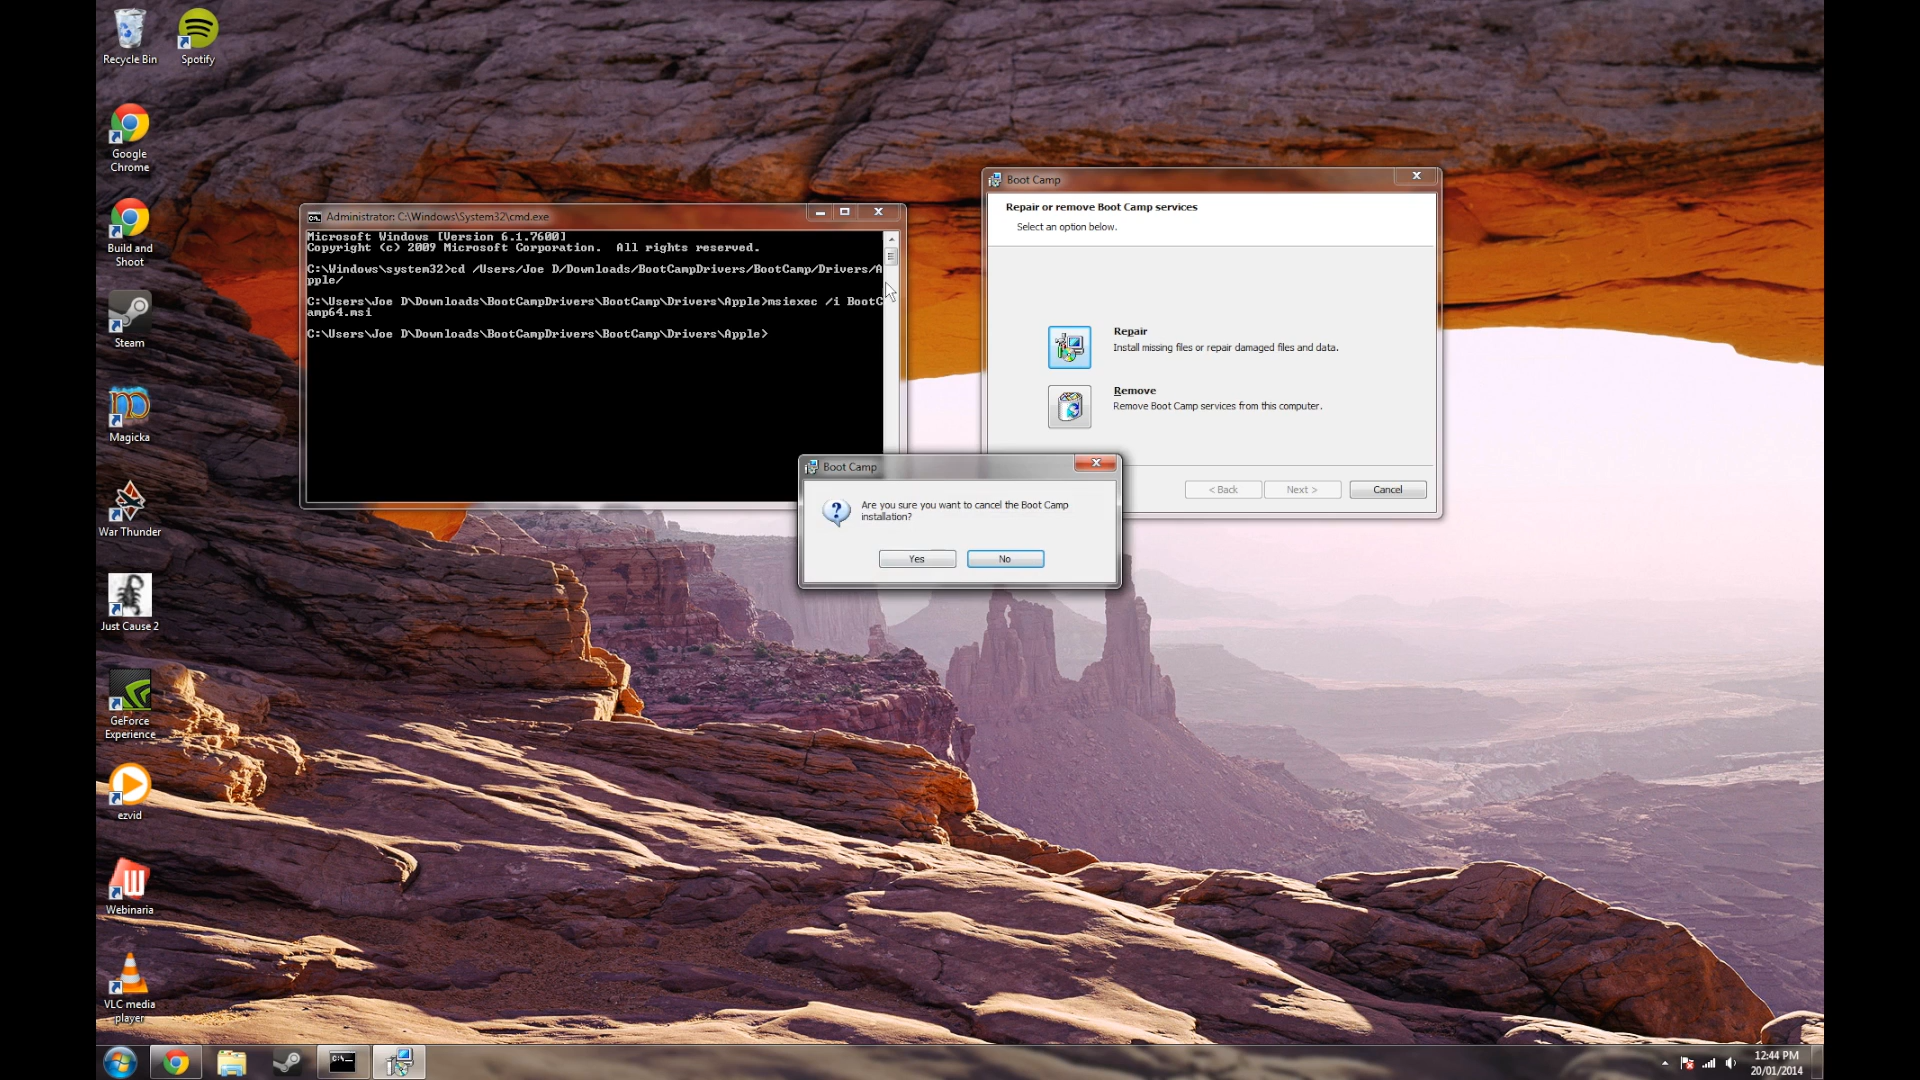 Recycle Bin
Spotify
Google
Chrome
Build and
Shoot
Steam
Magicka
War Thunder
Just Cause 2
GeForce
Experience
ezvid
Webinaria
VLC media
player
Administrator: C:\Windows\System32\cmd.exe
Microsoft Windows [Version 6.1.7600]
Copyright (c) 2009 Microsoft Corporation.  All rights reserved.
C:\Windows\system32>cd /Users/Joe D/Downloads/BootCampDrivers/BootCamp/Drivers/A
pple/
C:\Users\Joe D\Downloads\BootCampDrivers\BootCamp\Drivers\Apple>msiexec /i BootC
amp64.msi
C:\Users\Joe D\Downloads\BootCampDrivers\BootCamp\Drivers\Apple>
Boot Camp
Repair or remove Boot Camp services
Select an option below.
Repair
Install missing files or repair damaged files and data.
Remove
Remove Boot Camp services from this computer.
< Back
Next >
Cancel
Boot Camp
Are you sure you want to cancel the Boot Camp
installation?
Yes
No
C:\_
12:44 PM
20/01/2014